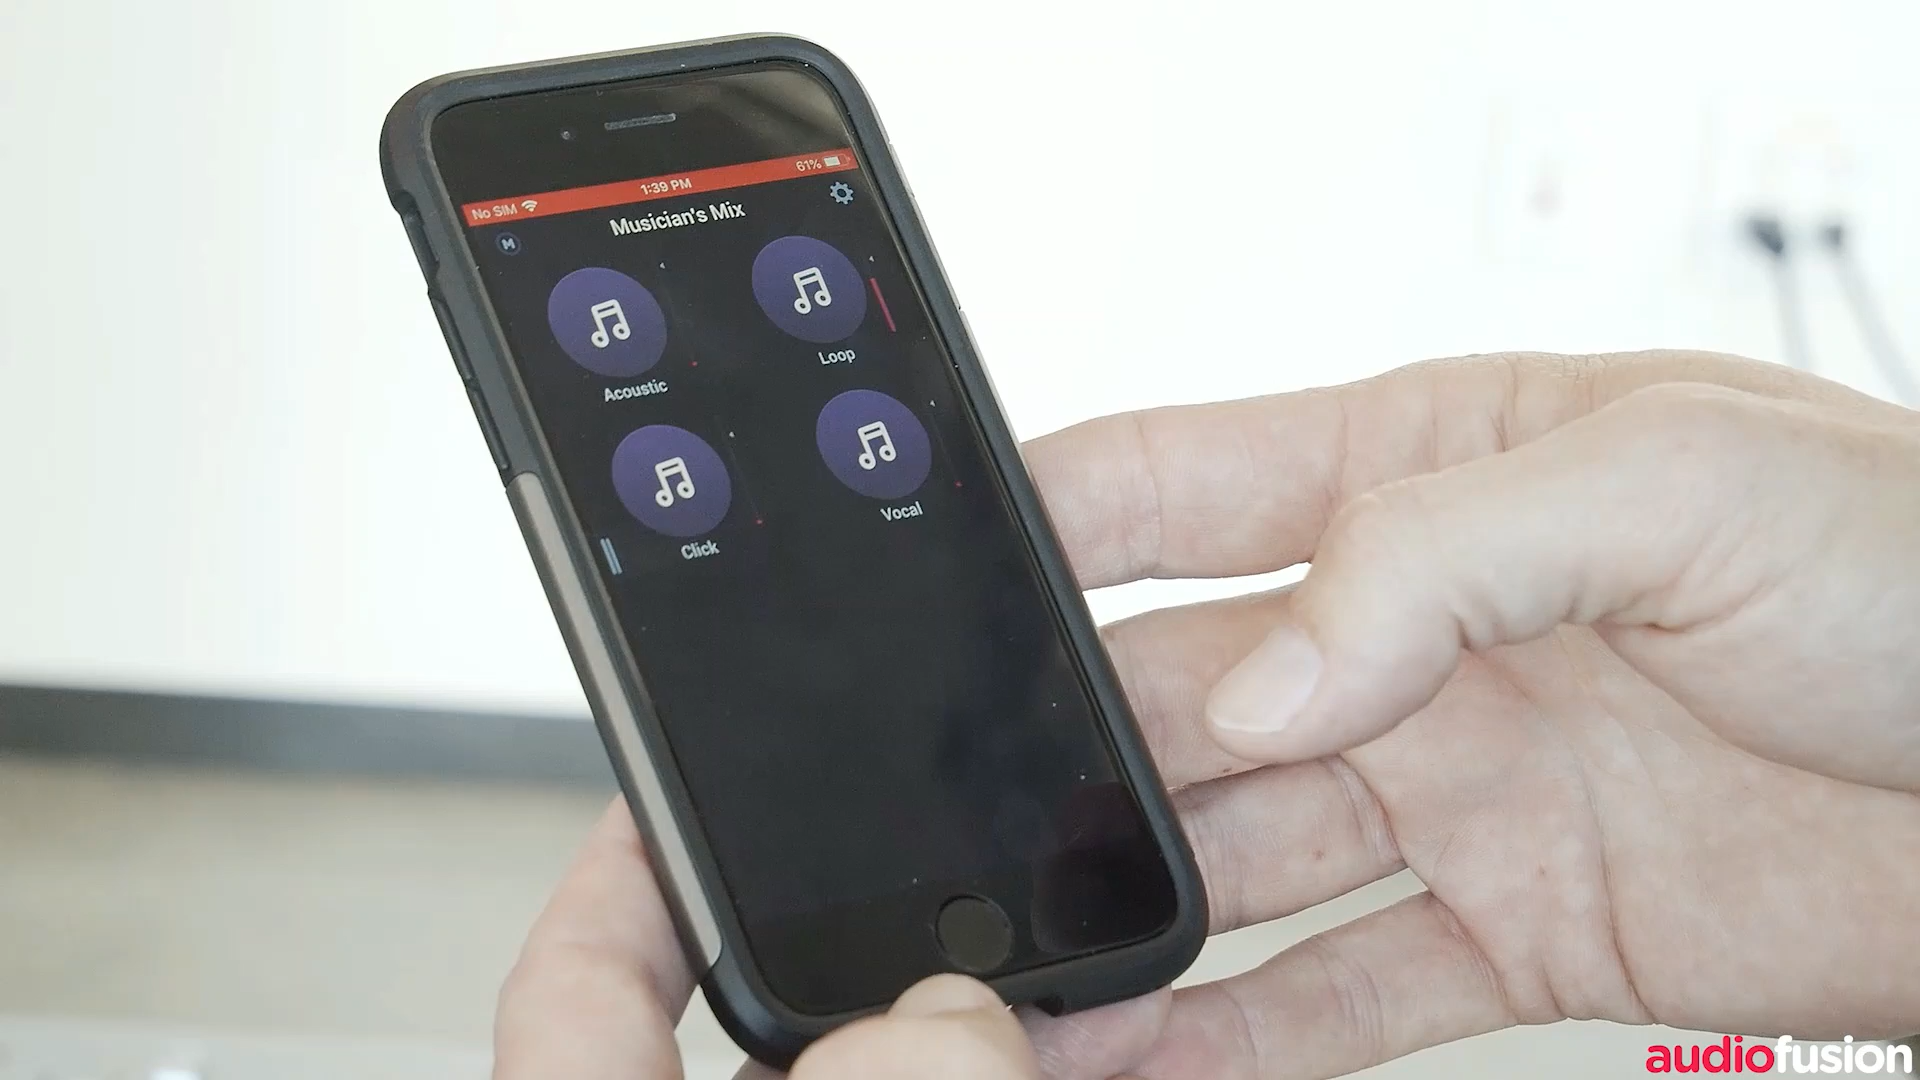 No SIM 1:39 PM 61%
M Musician's Mix
Acoustic Loop
Click Vocal
audiofusion